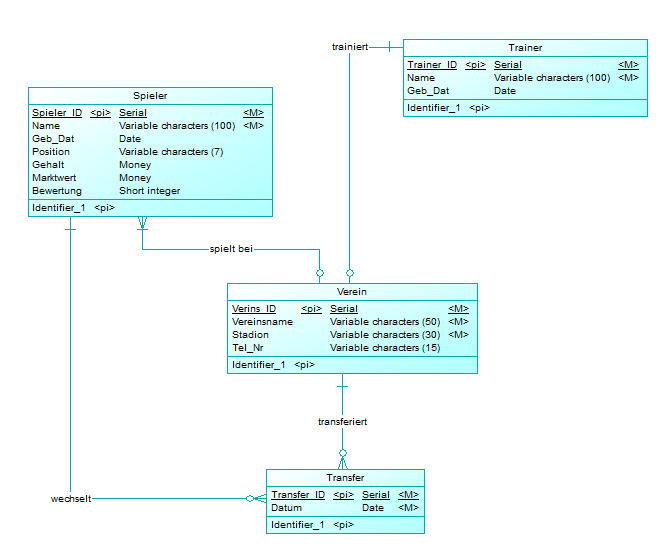 trainiert
Trainer
Trainer_ID <pi> Serial <M>
Name Variable characters (100) <M>
Geb_Dat Date
Identifier_1 <pi>
Spieler
Spieler_ID <pi> Serial <M>
Name Variable characters (100) <M>
Geb_Dat Date
Position Variable characters (7)
Gehalt Money
Marktwert Money
Bewertung Short integer
Identifier_1 <pi>
spielt bei
Verein
Verins_ID <pi> Serial <M>
Vereinsname Variable characters (50) <M>
Stadion Variable characters (30) <M>
Tel_Nr Variable characters (15)
Identifier_1 <pi>
transferiert
Transfer
Transfer_ID <pi> Serial <M>
Datum Date <M>
Identifier_1 <pi>
wechselt